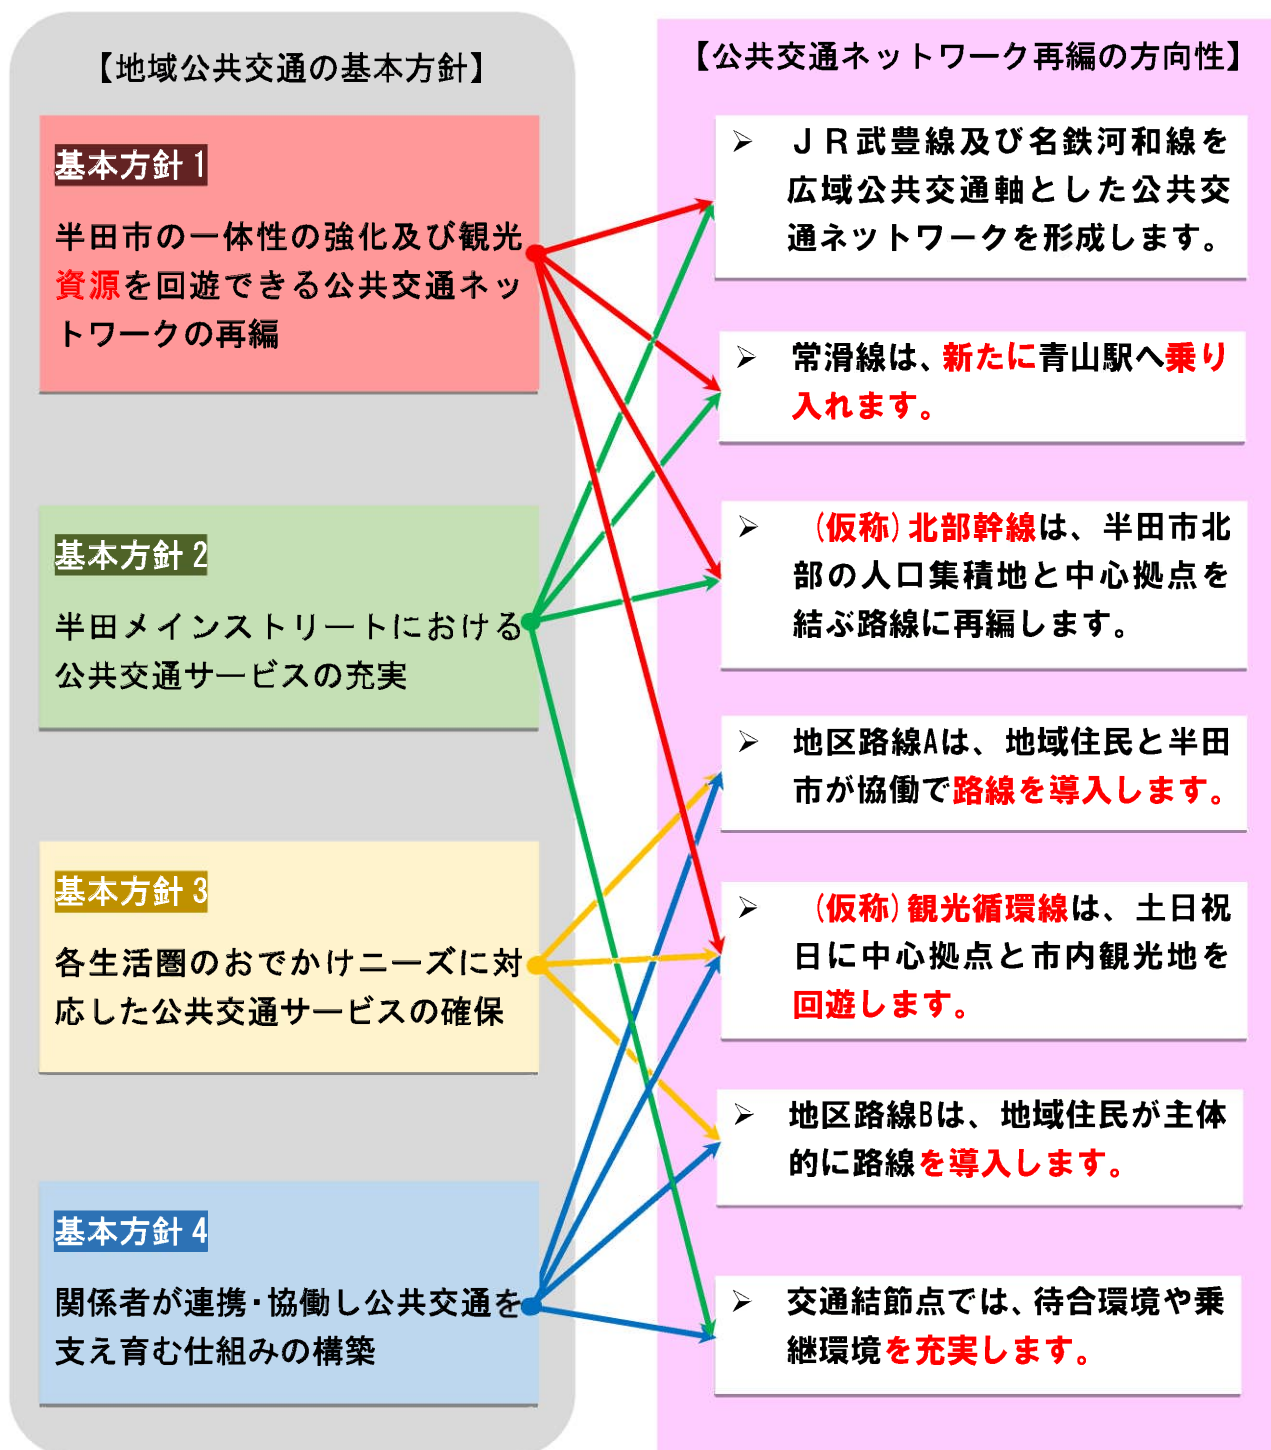 【地域公共交通の基本方針】
基本方針1
半田市の一体性の強化及び観光
資源を回遊できる公共交通ネッ
トワークの再編
基本方針2
半田メインストリートにおける
公共交通サービスの充実
基本方針3
各生活圏のおでかけニーズに対
応した公共交通サービスの確保
基本方針4
関係者が連携・協働し公共交通を
支え育む仕組みの構築
【公共交通ネットワーク再編の方向性】
➢ ＪＲ武豊線及び名鉄河和線を
広域公共交通軸とした公共交
通ネットワークを形成します。
➢ 常滑線は、新たに青山駅へ乗り
入れます。
➢ (仮称)北部幹線は、半田市北
部の人口集積地と中心拠点を
結ぶ路線に再編します。
➢ 地区路線Aは、地域住民と半田
市が協働で路線を導入します。
➢ (仮称)観光循環線は、土日祝
日に中心拠点と市内観光地を
回遊します。
➢ 地区路線Bは、地域住民が主体
的に路線を導入します。
➢ 交通結節点では、待合環境や乗
継環境を充実します。